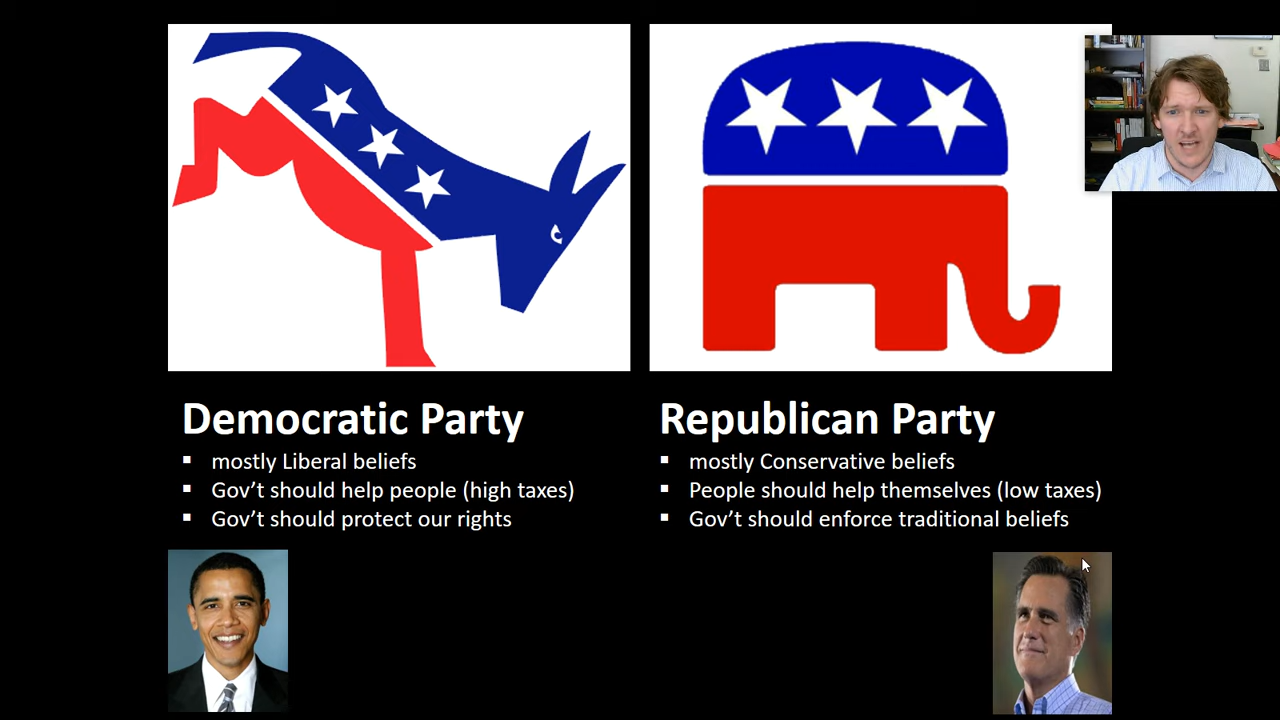 Democratic Party
▪ mostly Liberal beliefs
▪ Gov’t should help people (high taxes)
▪ Gov’t should protect our rights
Republican Party
▪ mostly Conservative beliefs
▪ People should help themselves (low taxes)
▪ Gov’t should enforce traditional beliefs